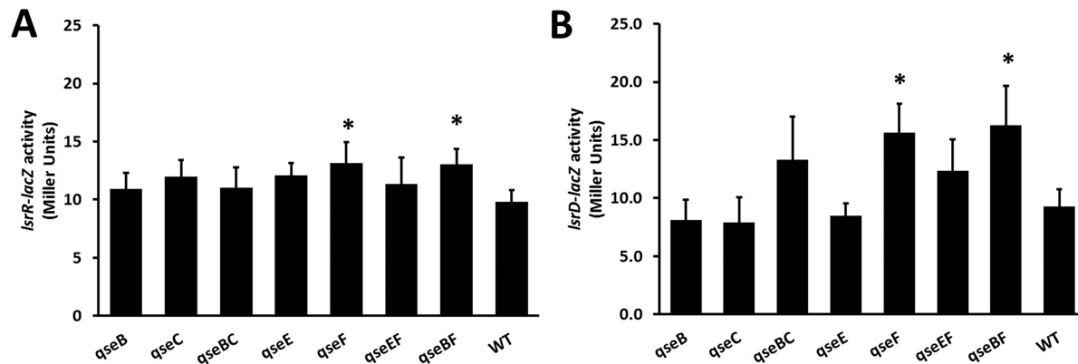 A
25
20
15
10
5
0
lsrR-lacZ activity
(Miller Units)
*
*
qseB
qseC
qseBC
qseE
qseF
qseEF
qseBF
WT
B
25.0
20.0
15.0
10.0
5.0
0.0
lsrD-lacZ activity
(Miller Units)
*
*
qseB
qseC
qseBC
qseE
qseF
qseEF
qseBF
WT